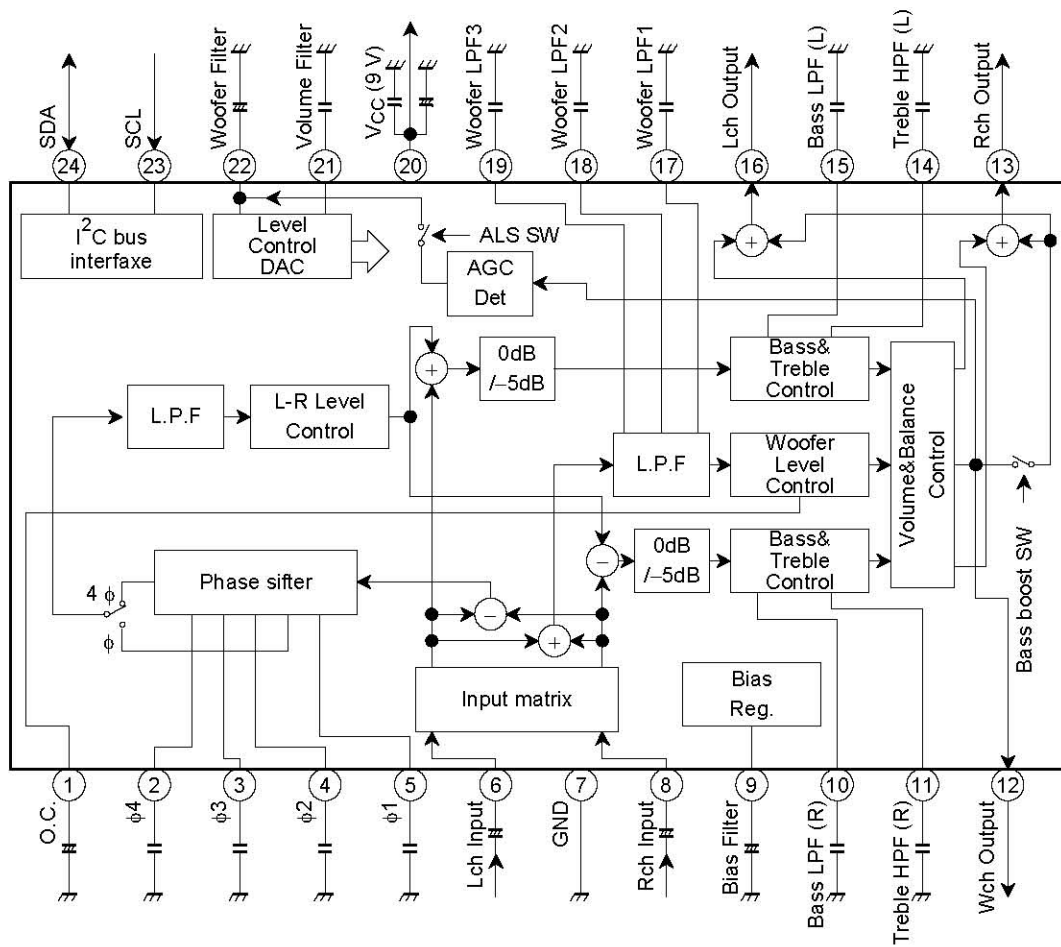 SDA
SCL
Woofer Filter
Volume Filter
VCC (9 V)
Woofer LPF3
Woofer LPF2
Woofer LPF1
Lch Output
Bass LPF (L)
Treble HPF (L)
Rch Output
24
23
22
21
20
19
18
17
16
15
14
13
I²C bus
interfaxe
Level
Control
DAC
ALS SW
AGC
Det
+
+
+
0dB
/–5dB
Bass&
Treble
Control
L.P.F
L-R Level
Control
L.P.F
Woofer
Level
Control
Volume&Balance
Control
Bass boost SW
4 ϕ
ϕ
Phase sifter
–
+
–
0dB
/–5dB
Bass&
Treble
Control
Input matrix
Bias
Reg.
1
2
3
4
5
6
7
8
9
10
11
12
O.C.
ϕ4
ϕ3
ϕ2
ϕ1
Lch Input
GND
Rch Input
Bias Filter
Bass LPF (R)
Treble HPF (R)
Wch Output